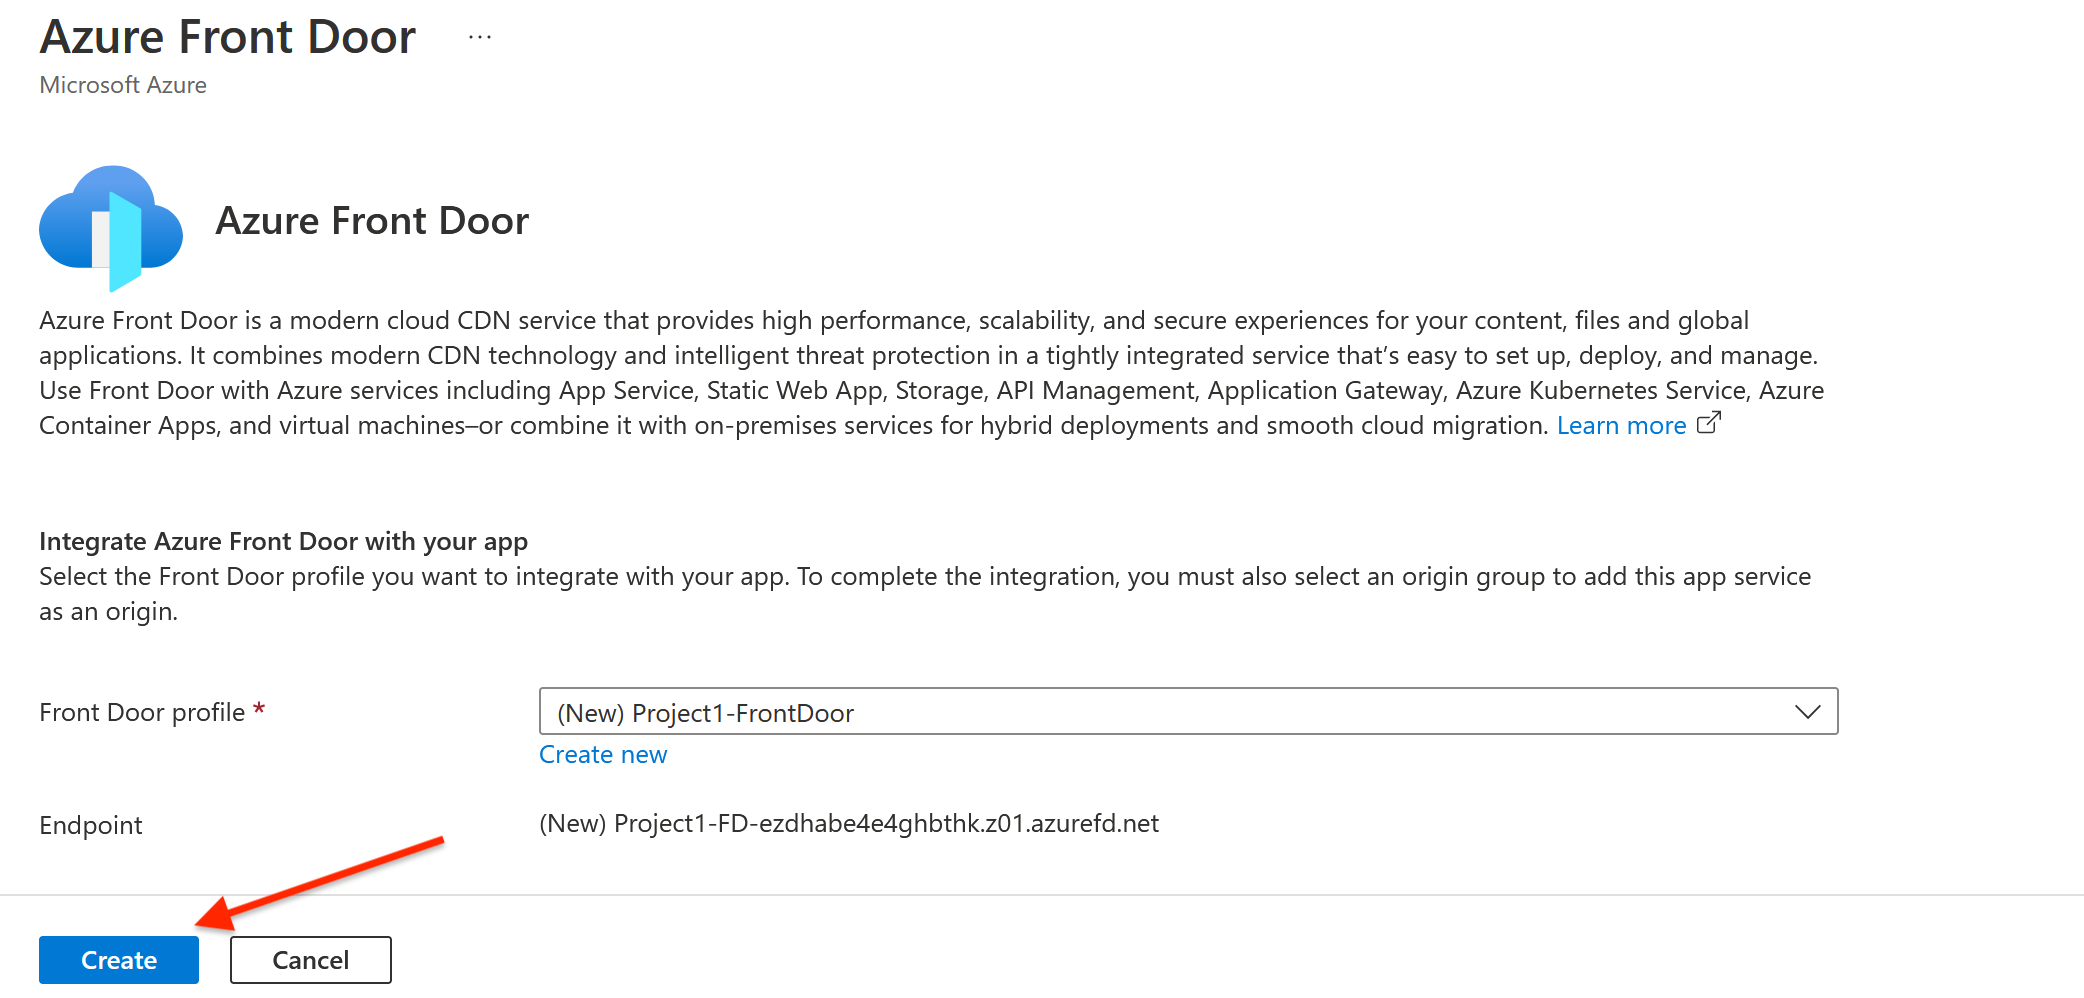 Azure Front Door ...
Microsoft Azure
Azure Front Door
Azure Front Door is a modern cloud CDN service that provides high performance, scalability, and secure experiences for your content, files and global
applications. It combines modern CDN technology and intelligent threat protection in a tightly integrated service that’s easy to set up, deploy, and manage.
Use Front Door with Azure services including App Service, Static Web App, Storage, API Management, Application Gateway, Azure Kubernetes Service, Azure
Container Apps, and virtual machines–or combine it with on-premises services for hybrid deployments and smooth cloud migration. Learn more
Integrate Azure Front Door with your app
Select the Front Door profile you want to integrate with your app. To complete the integration, you must also select an origin group to add this app service
as an origin.
Front Door profile *
(New) Project1-FrontDoor
Create new
Endpoint
(New) Project1-FD-ezdhabe4e4ghbthk.z01.azurefd.net
Create
Cancel